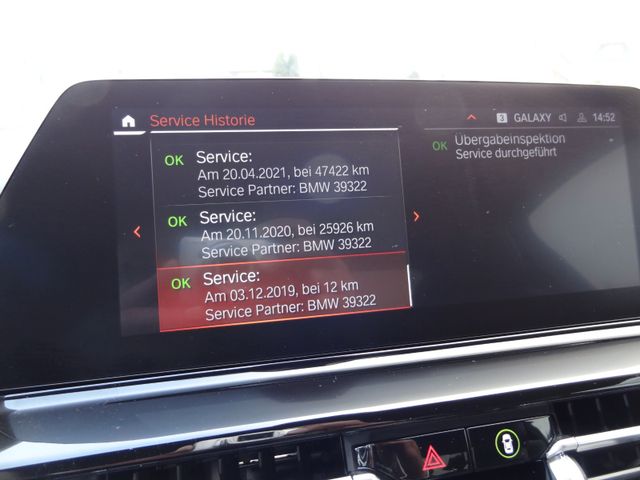 Service Historie
3 GALAXY 14:52
OK Service:
Am 20.04.2021, bei 47422 km
Service Partner: BMW 39322
OK Service:
Am 20.11.2020, bei 25926 km
Service Partner: BMW 39322
OK Service:
Am 03.12.2019, bei 12 km
Service Partner: BMW 39322
OK Übergabeinspektion
Service durchgeführt